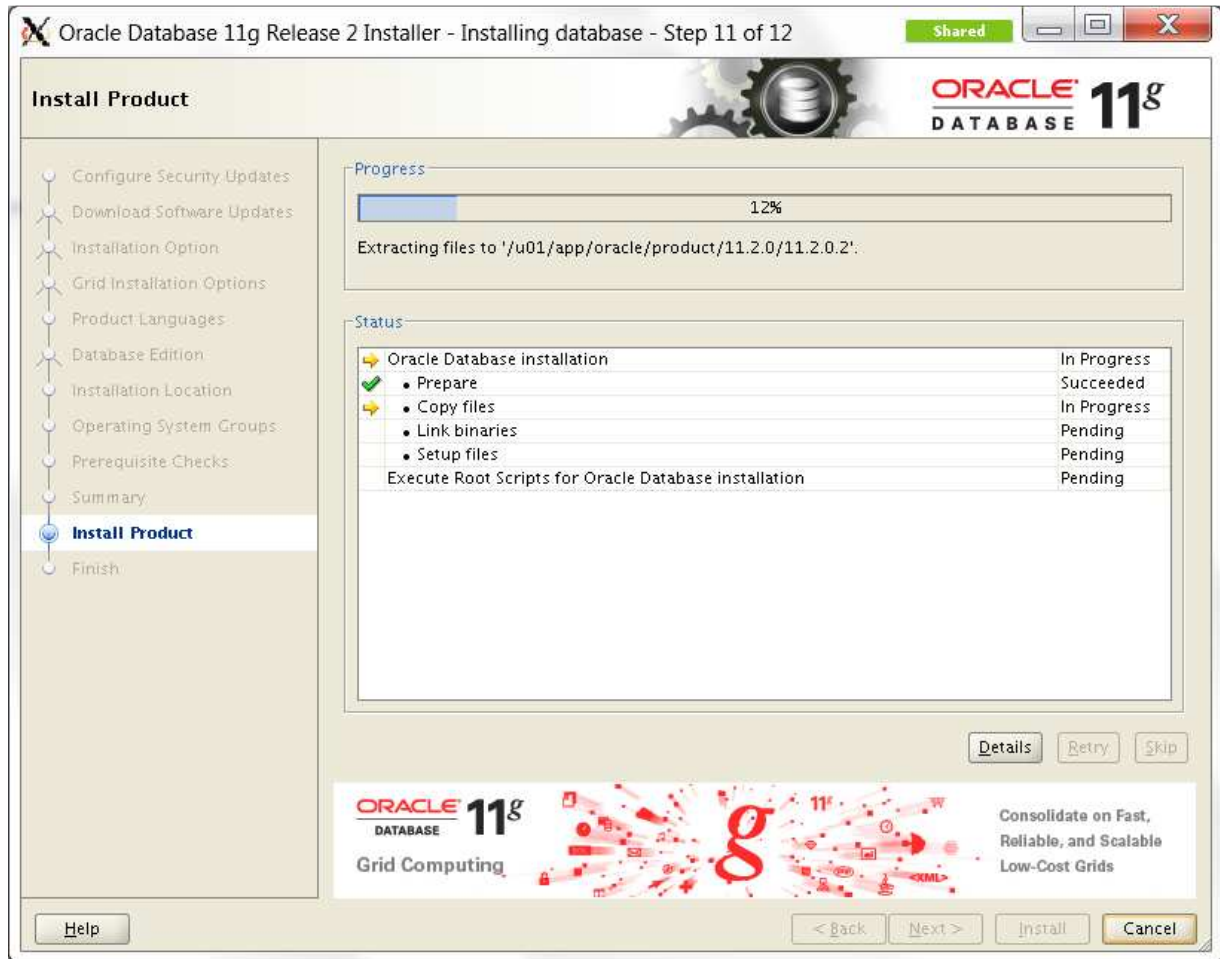 Oracle Database 11g Release 2 Installer - Installing database - Step 11 of 12
Shared
Install Product
ORACLE DATABASE 11g
Configure Security Updates
Download Software Updates
Installation Option
Grid Installation Options
Product Languages
Database Edition
Installation Location
Operating System Groups
Prerequisite Checks
Summary
Install Product
Finish
Progress
12%
Extracting files to '/u01/app/oracle/product/11.2.0/11.2.0.2'.
Status
Oracle Database installation In Progress
• Prepare Succeeded
• Copy files In Progress
• Link binaries Pending
• Setup files Pending
Execute Root Scripts for Oracle Database installation Pending
Details Retry Skip
ORACLE DATABASE 11g
Grid Computing
g
11g
W
<XML>
Consolidate on Fast,
Reliable, and Scalable
Low-Cost Grids
Help < Back Next > Install Cancel